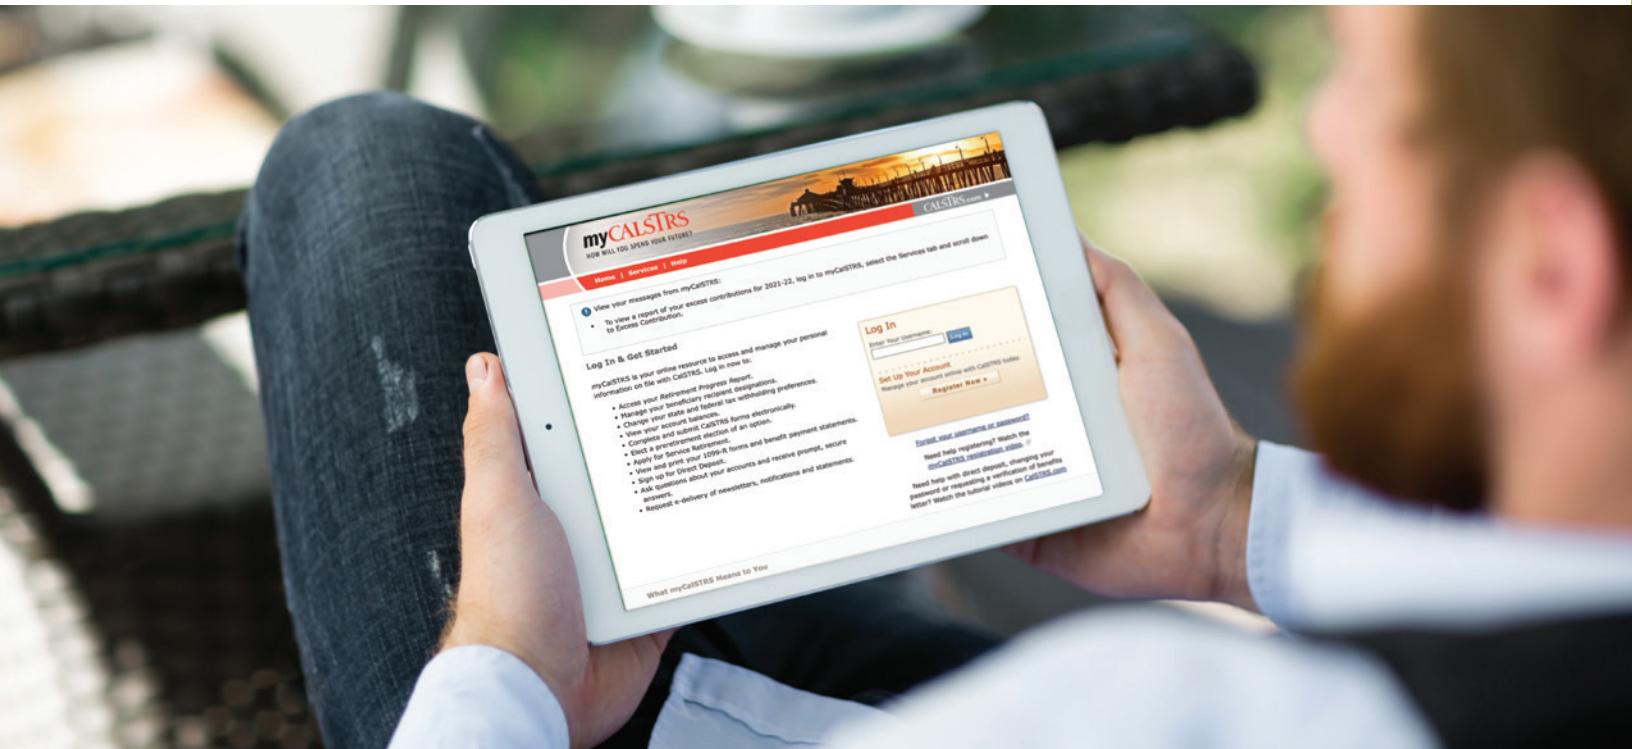 myCALSTRS
HOW WILL YOU SPEND YOUR FUTURE?
CALSTRS.com
Home | Services | Help
View your messages from myCalSTRS:
• To view a report of your excess contributions for 2021-22, log in to myCalSTRS, select the Services tab and scroll down
to Excess Contribution.
Log In & Get Started
myCalSTRS is your online resource to access and manage your personal
information on file with CalSTRS. Log in now to:
• Access your Retirement Progress Report.
• Manage your beneficiary recipient designations.
• Change your state and federal tax withholding preferences.
• View your account balances.
• Complete and submit CalSTRS forms electronically.
• Elect a preretirement election of an option.
• Apply for Service Retirement.
• View and print your 1099-R forms and benefit payment statements.
• Sign up for Direct Deposit.
• Ask questions about your accounts and receive prompt, secure
answers.
• Request e-delivery of newsletters, notifications and statements.
Log In
Enter Your Username:
Log In
Set Up Your Account
Manage your account online with CalSTRS today.
Register Now »
Forgot your username or password?
Need help registering? Watch the
myCalSTRS registration video.
Need help with direct deposit, changing your
password or requesting a verification of benefits
letter? Watch the tutorial videos on CalSTRS.com
What myCalSTRS Means to You